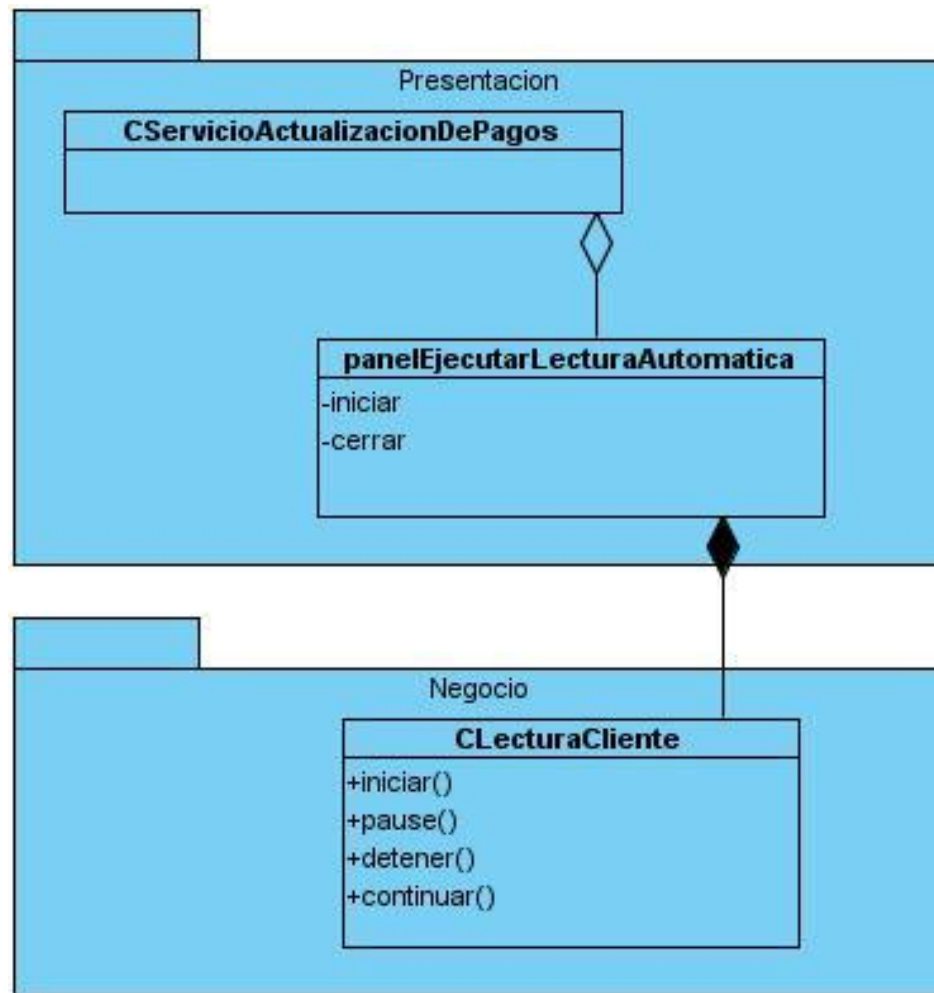 Presentacion
CServicioActualizacionDePagos
panelEjecutarLecturaAutomatica
-iniciar
-cerrar
Negocio
CLecturaCliente
+iniciar()
+pause()
+detener()
+continuar()